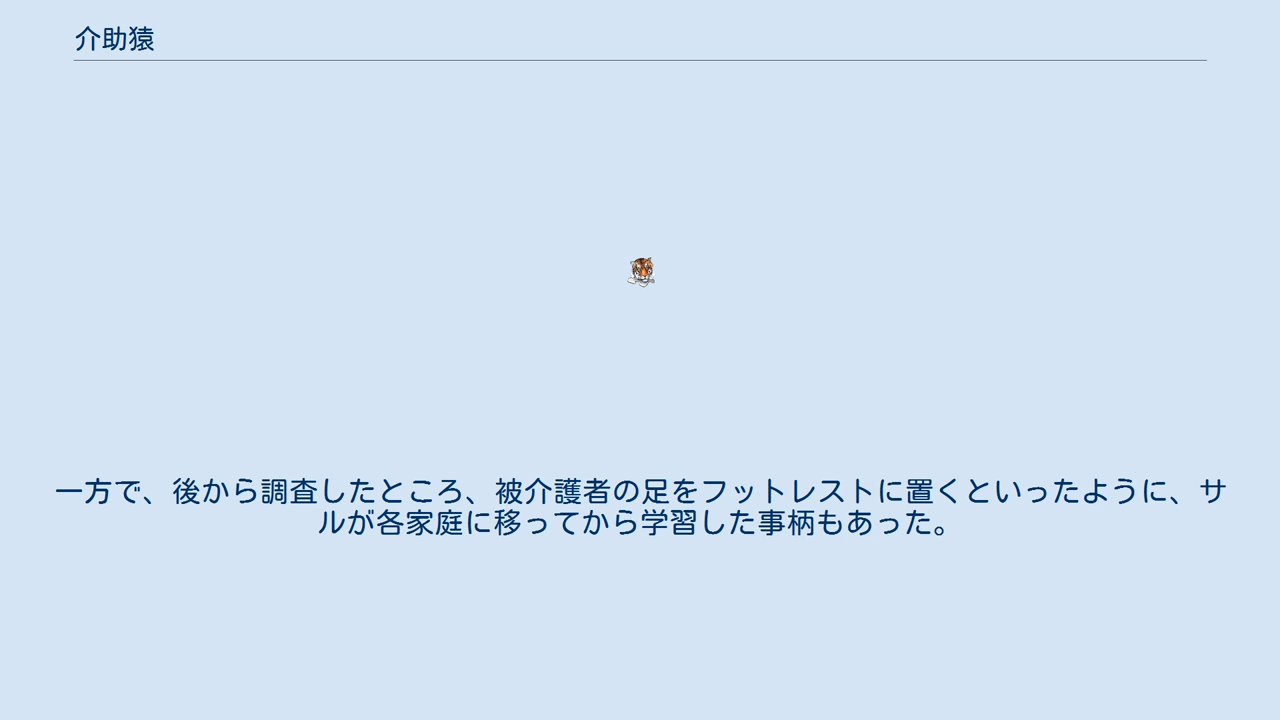 介助猿
一方で、後から調査したところ、被介護者の足をフットレストに置くといったように、サ
ルが各家庭に移ってから学習した事柄もあった。